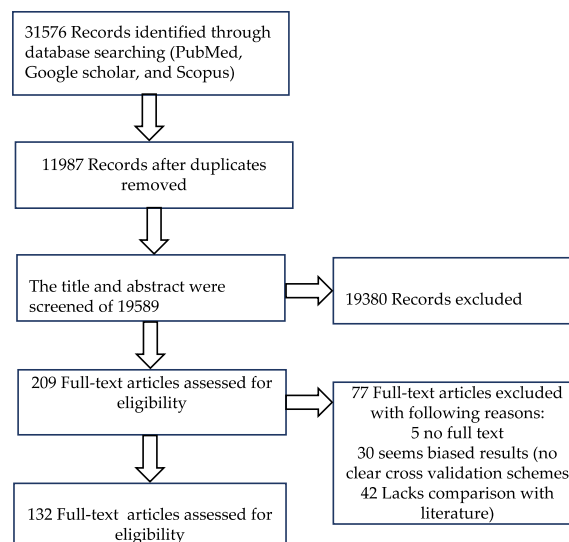 31576 Records identified through
database searching (PubMed,
Google scholar, and Scopus)
11987 Records after duplicates
removed
The title and abstract were
screened of 19589
19380 Records excluded
209 Full-text articles assessed for
eligibility
77 Full-text articles excluded
with following reasons:
5 no full text
30 seems biased results (no
clear cross validation schemes
42 Lacks comparison with
literature)
132 Full-text articles assessed for
eligibility